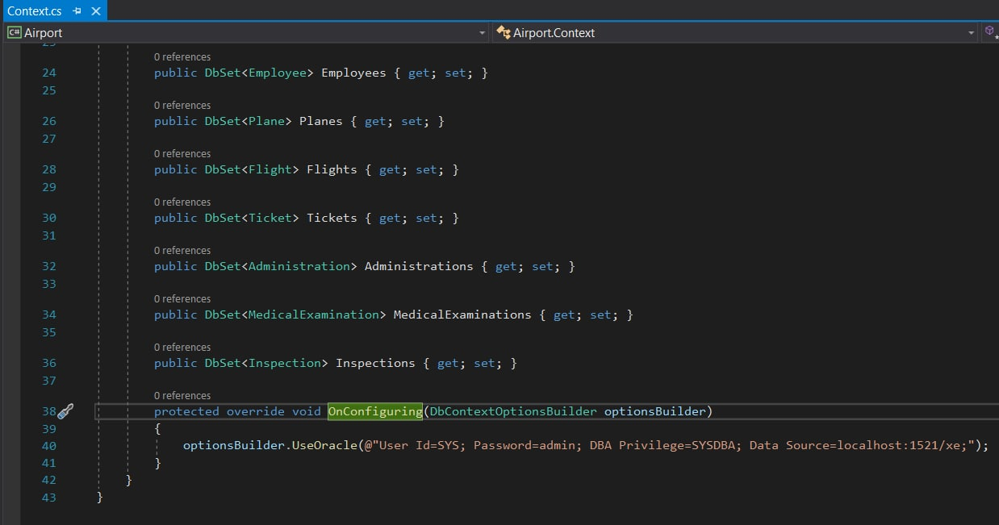 Context.cs
C# Airport
Airport.Context
0 references
24 public DbSet<Employee> Employees { get; set; }
25
0 references
26 public DbSet<Plane> Planes { get; set; }
27
0 references
28 public DbSet<Flight> Flights { get; set; }
29
0 references
30 public DbSet<Ticket> Tickets { get; set; }
31
0 references
32 public DbSet<Administration> Administrations { get; set; }
33
0 references
34 public DbSet<MedicalExamination> MedicalExaminations { get; set; }
35
0 references
36 public DbSet<Inspection> Inspections { get; set; }
37
0 references
38 protected override void OnConfiguring(DbContextOptionsBuilder optionsBuilder)
39 {
40 optionsBuilder.UseOracle(@"User Id=SYS; Password=admin; DBA Privilege=SYSDBA; Data Source=localhost:1521/xe;");
41 }
42 }
43 }